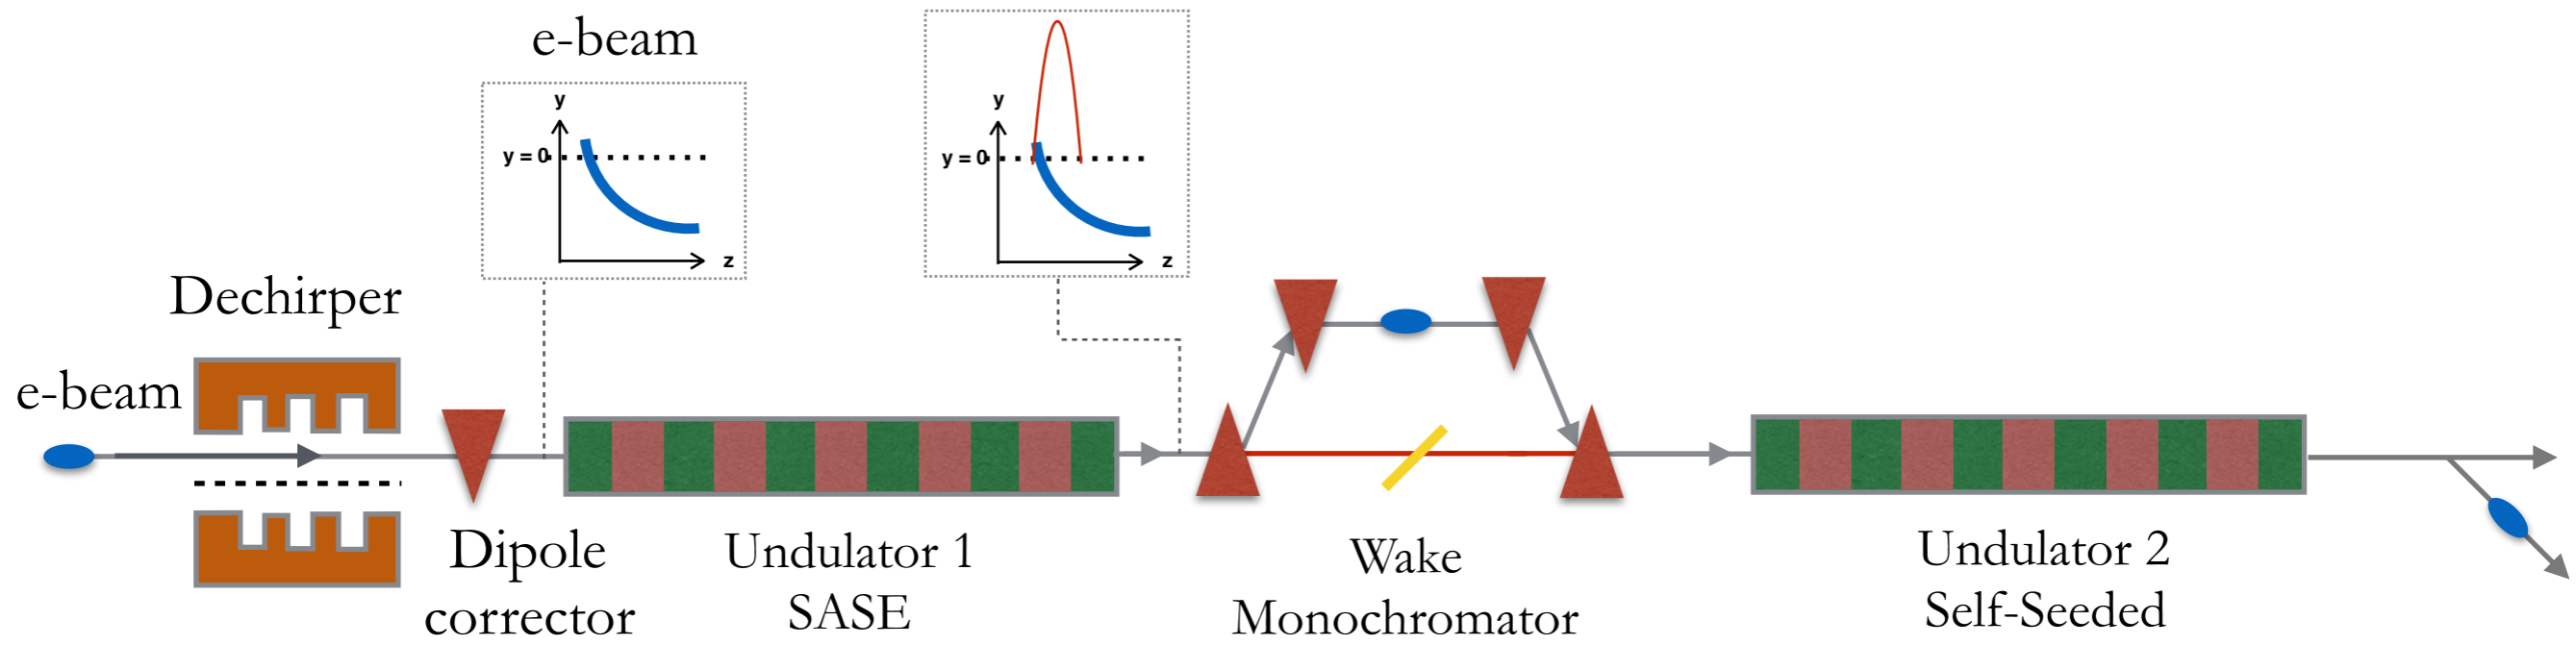 e-beam
y
y = 0
z
y
y = 0
z
Dechirper
e-beam
Dipole
corrector
Undulator 1
SASE
Wake
Monochromator
Undulator 2
Self-Seeded